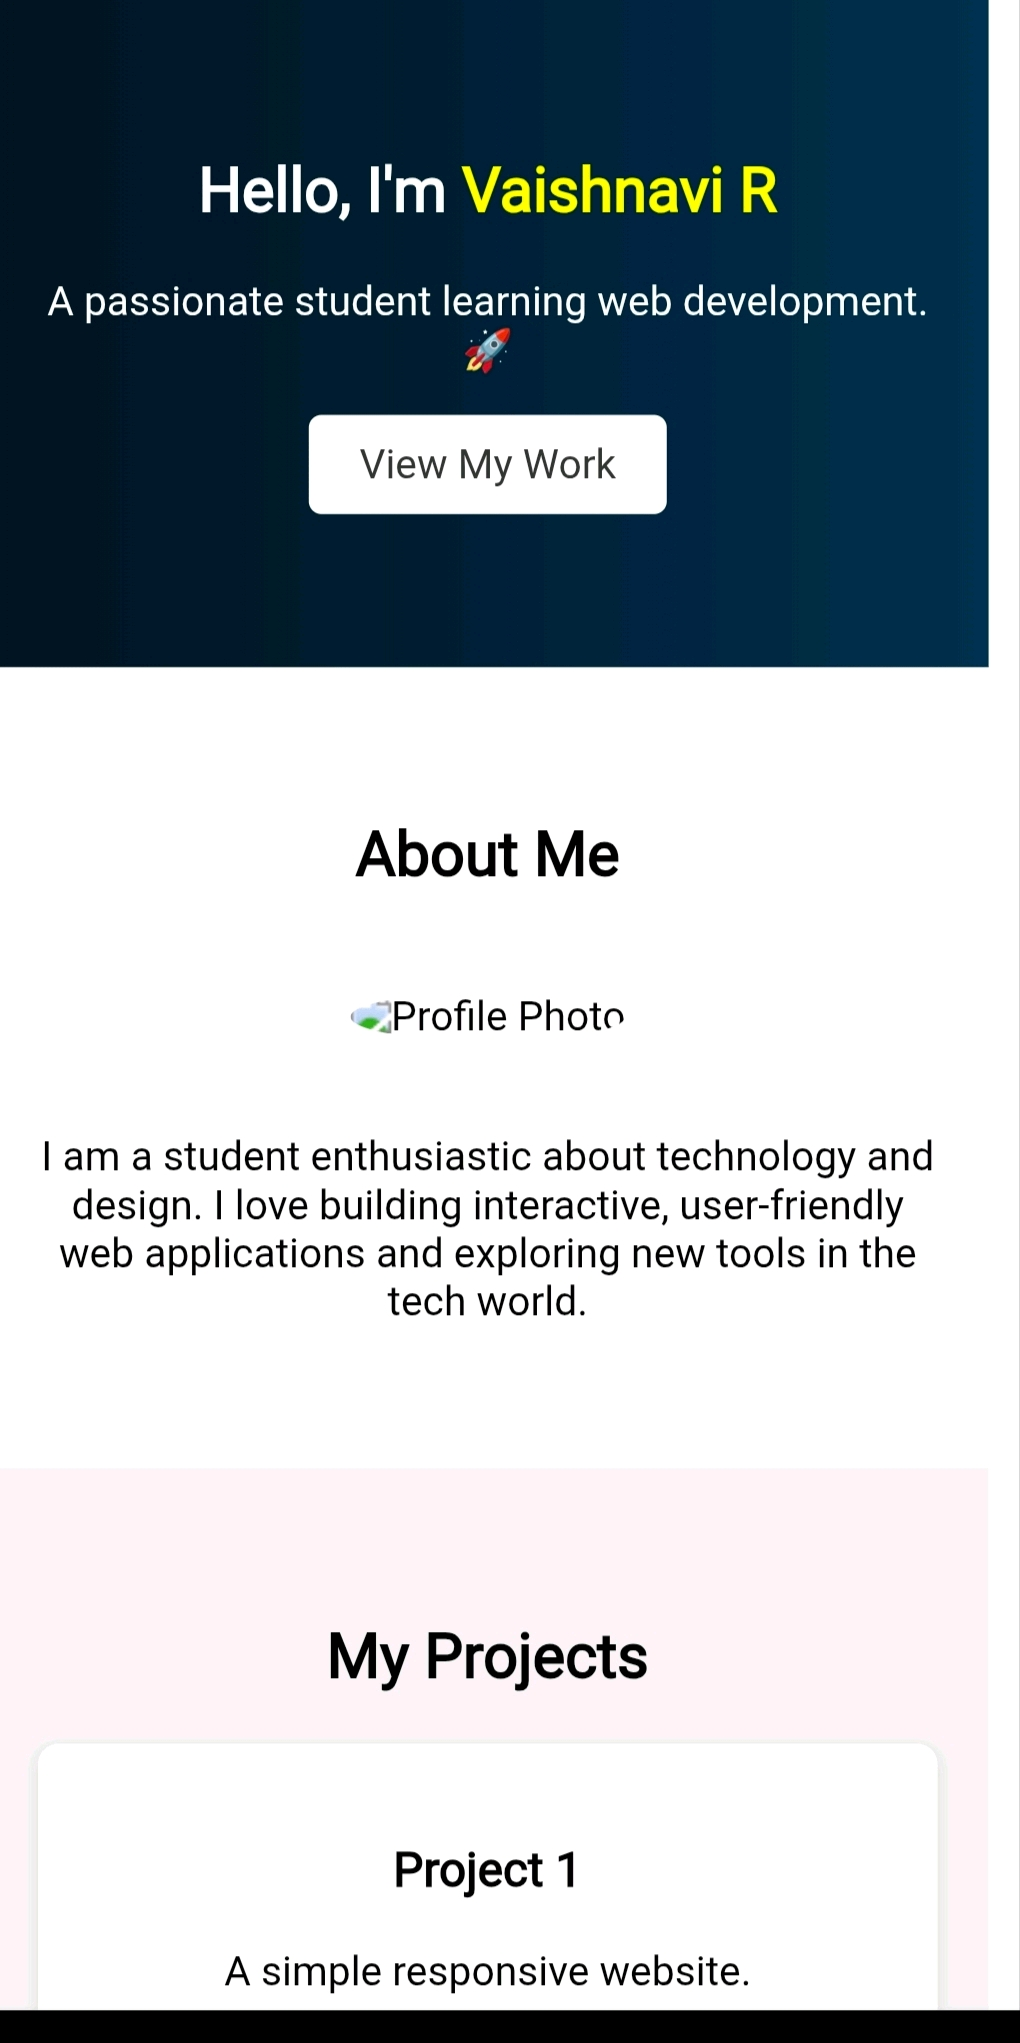 Hello, I'm Vaishnavi R
A passionate student learning web development.
🚀
View My Work
About Me
Profile Photo
I am a student enthusiastic about technology and
design. I love building interactive, user-friendly
web applications and exploring new tools in the
tech world.
My Projects
Project 1
A simple responsive website.